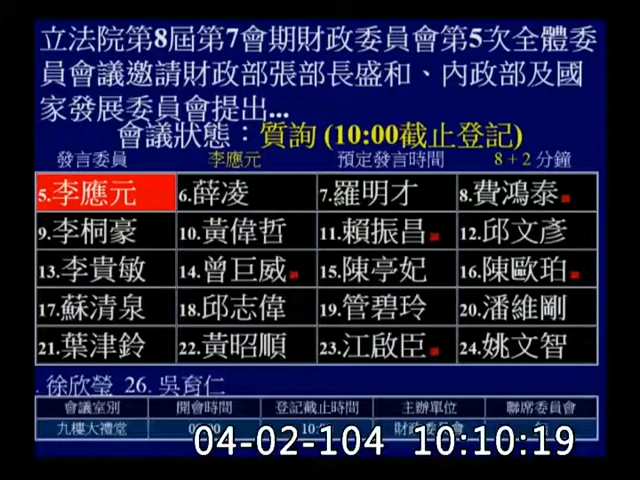 立法院第8屆第7會期財政委員會第5次全體委
員會議邀請財政部張部長盛和、內政部及國
家發展委員會提出...
會議狀態：質詢 (10:00截止登記)
發言委員 李應元 預定發言時間 8 + 2 分鐘
5.李應元 6.薛凌 7.羅明才 8.費鴻泰
9.李桐豪 10.黃偉哲 11.賴振昌 12.邱文彥
13.李貴敏 14.曾巨威 15.陳亭妃 16.陳歐珀
17.蘇清泉 18.邱志偉 19.管碧玲 20.潘維剛
21.葉津鈴 22.黃昭順 23.江啟臣 24.姚文智
. 徐欣瑩 26. 吳育仁
會議室別 開會時間 登記截止時間 主辦單位 聯席委員會
九樓大禮堂 財政委員會
04-02-104 10:10:19